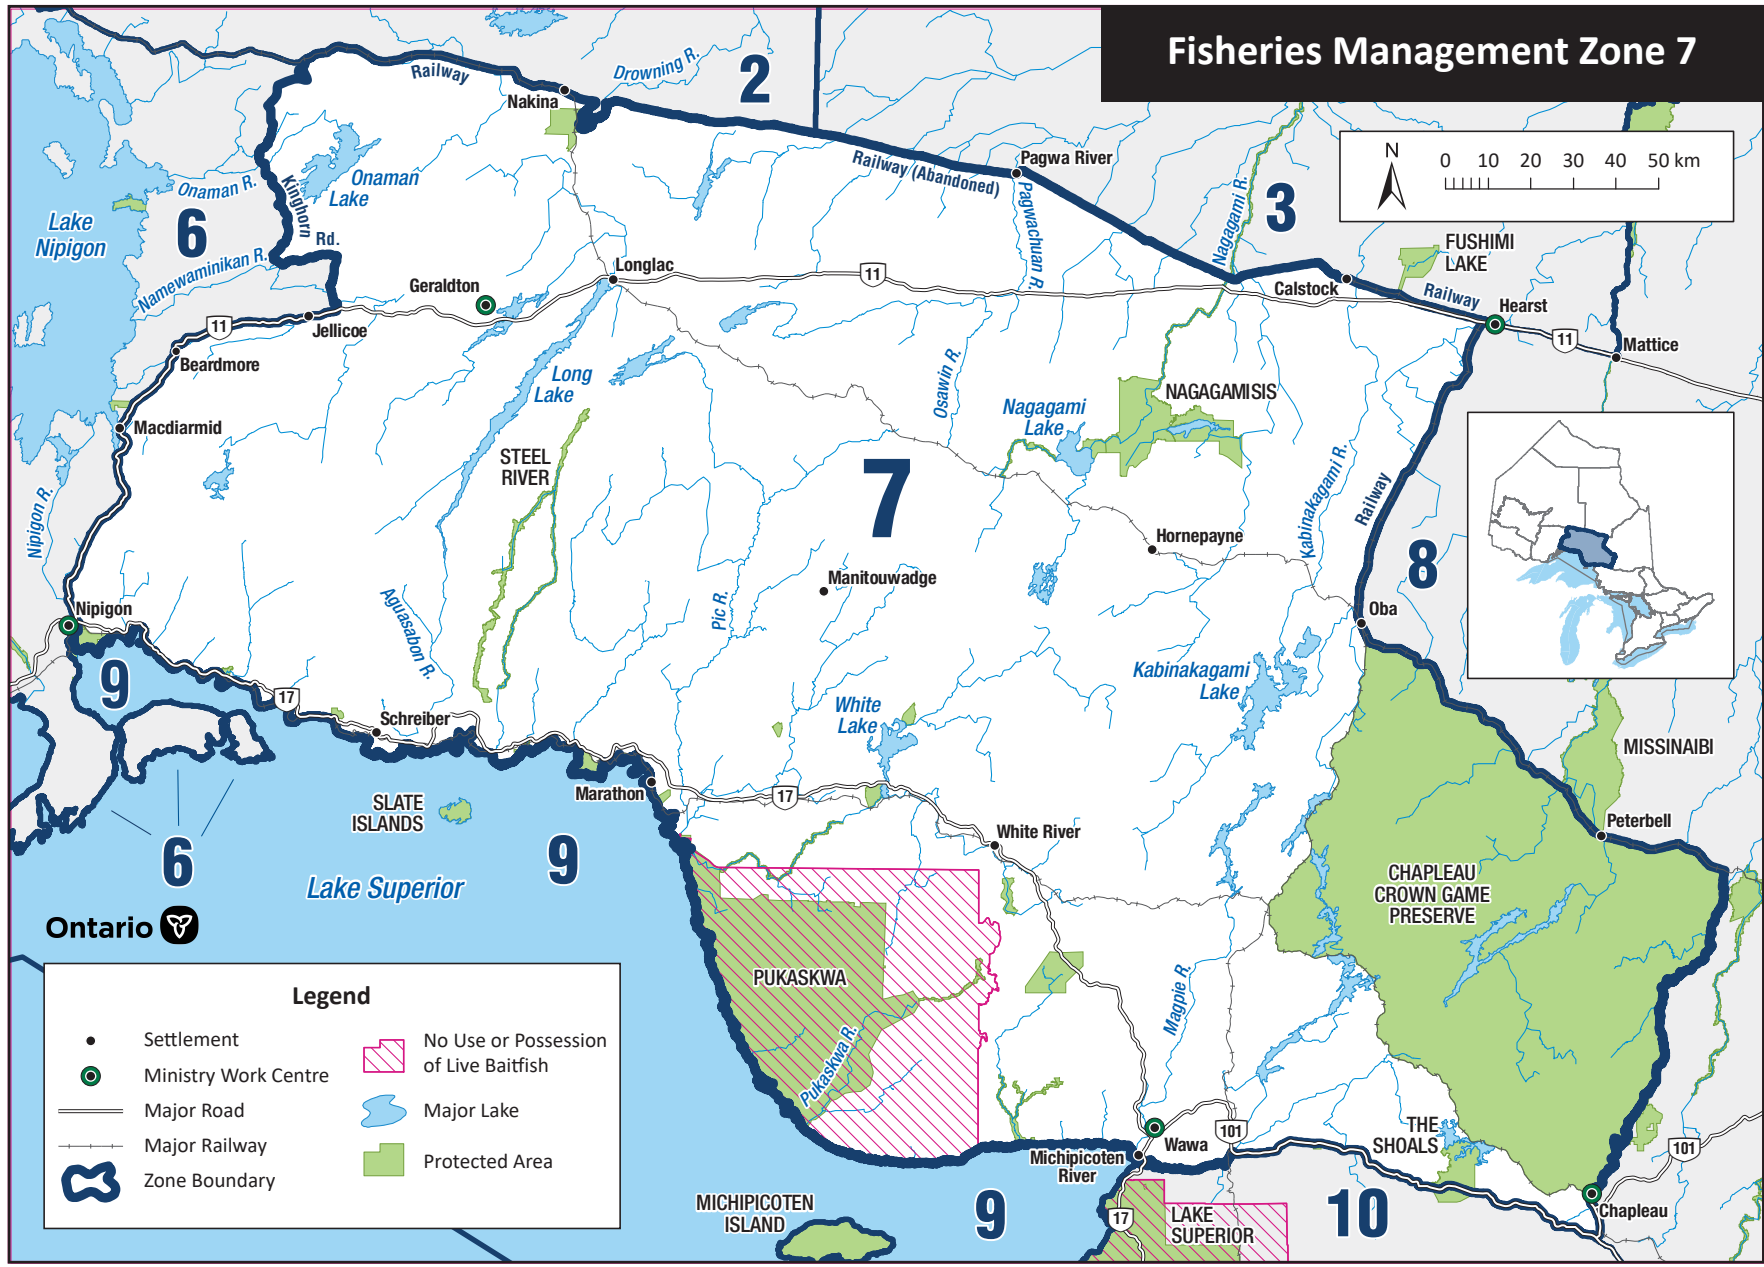 Fisheries Management Zone 7
Drowning R.
2
Railway
Nakina
N
0 10 20 30 40 50 km
Pagwa River
Railway (Abandoned)
Onaman
Lake
Onaman R.
Kinghorn
Rd.
Lake
Nipigon
6
Pagwachuan R.
Nagagami R.
3
FUSHIMI
LAKE
Namewaminikan R.
Geraldton
Longlac
11
Calstock
Railway
Hearst
11
Jellicoe
11
Mattice
Beardmore
Long
Lake
Osawin R.
NAGAGAMISIS
Nagagami
Lake
Macdiarmid
STEEL
RIVER
7
Kabinakagami R.
Railway
Nipigon R.
Hornepayne
8
Manitouwadge
Aguasabon R.
Pic R.
Nipigon
Oba
9
Kabinakagami
Lake
17
Schreiber
White
Lake
MISSINAIBI
Marathon
17
SLATE
ISLANDS
Peterbell
6
9
White River
Lake Superior
CHAPLEAU
CROWN GAME
PRESERVE
Ontario
PUKASKWA
Magpie R.
Pukaskwa R.
Legend
Settlement
Ministry Work Centre
Major Road
Major Railway
Zone Boundary
No Use or Possession
of Live Baitfish
Major Lake
Protected Area
THE
SHOALS
Wawa
101
101
Michipicoten
River
MICHIPICOTEN
ISLAND
9
17
LAKE
SUPERIOR
10
Chapleau